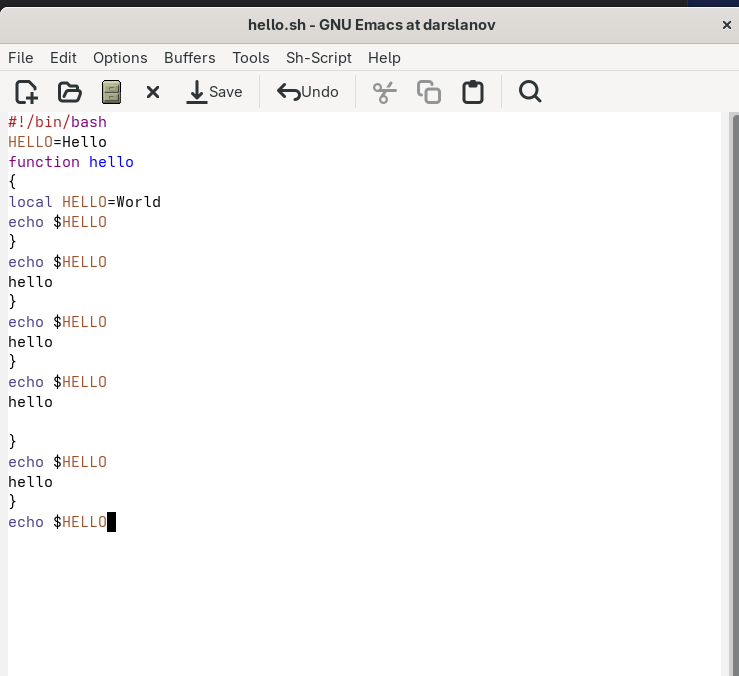 hello.sh - GNU Emacs at darslanov
File Edit Options Buffers Tools Sh-Script Help
Save Undo
#!/bin/bash
HELLO=Hello
function hello
{
local HELLO=World
echo $HELLO
}
echo $HELLO
hello
}
echo $HELLO
hello
}
echo $HELLO
hello
}
echo $HELLO
hello
}
echo $HELLO